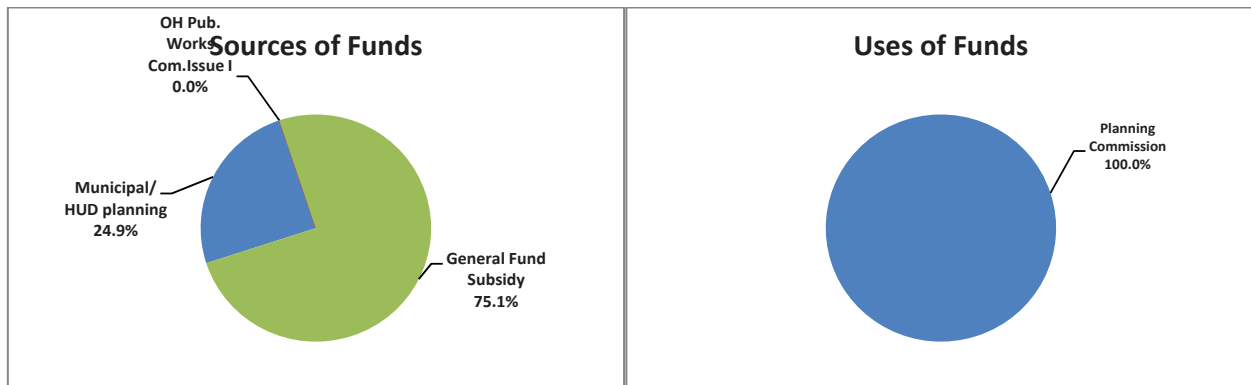 Sources of Funds
OH Pub.
Works
Com.Issue I
0.0%
Municipal/
HUD planning
24.9%
General Fund
Subsidy
75.1%
Uses of Funds
Planning
Commission
100.0%